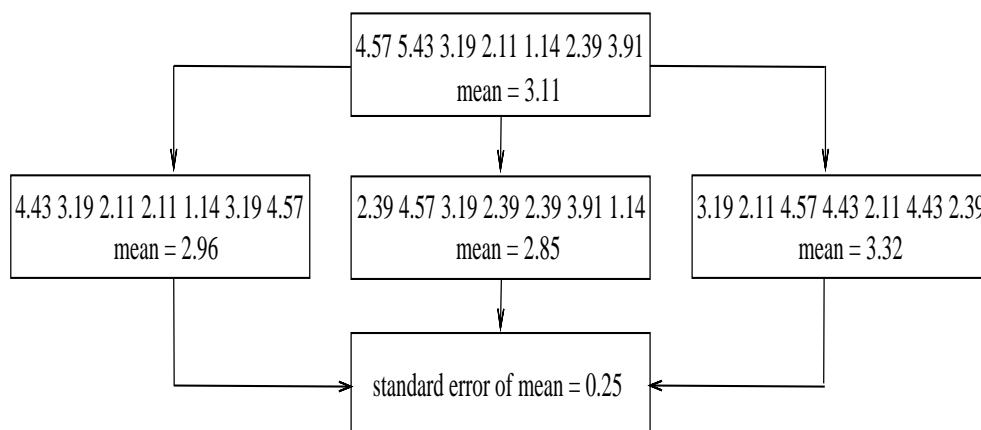 4.57 5.43 3.19 2.11 1.14 2.39 3.91
mean = 3.11
4.43 3.19 2.11 2.11 1.14 3.19 4.57
mean = 2.96
2.39 4.57 3.19 2.39 2.39 3.91 1.14
mean = 2.85
3.19 2.11 4.57 4.43 2.11 4.43 2.39
mean = 3.32
standard error of mean = 0.25